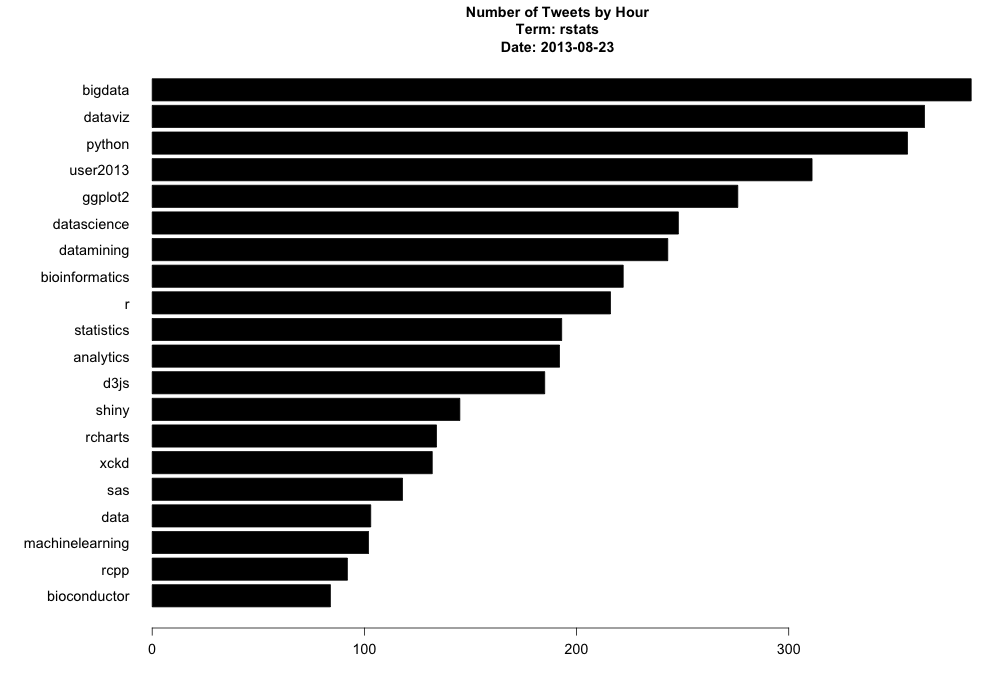 Number of Tweets by Hour
Term: rstats
Date: 2013-08-23
bigdata
dataviz
python
user2013
ggplot2
datascience
datamining
bioinformatics
r
statistics
analytics
d3js
shiny
rcharts
xckd
sas
data
machinelearning
rcpp
bioconductor
0 100 200 300